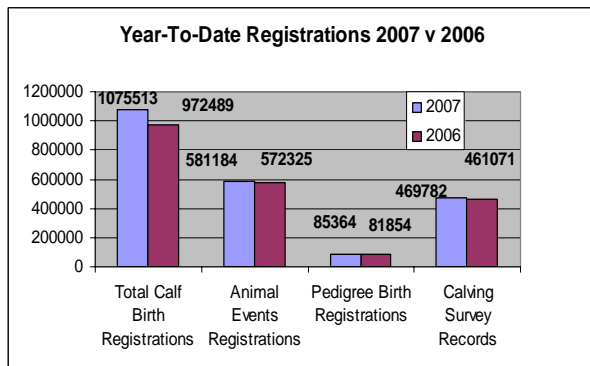 Year-To-Date Registrations 2007 v 2006
1200000
1000000
800000
600000
400000
200000
0
1075513
972489
581184
572325
85364
81854
469782
461071
2007
2006
Total Calf
Birth
Registrations
Animal
Events
Registrations
Pedigree Birth
Registrations
Calving
Survey
Records